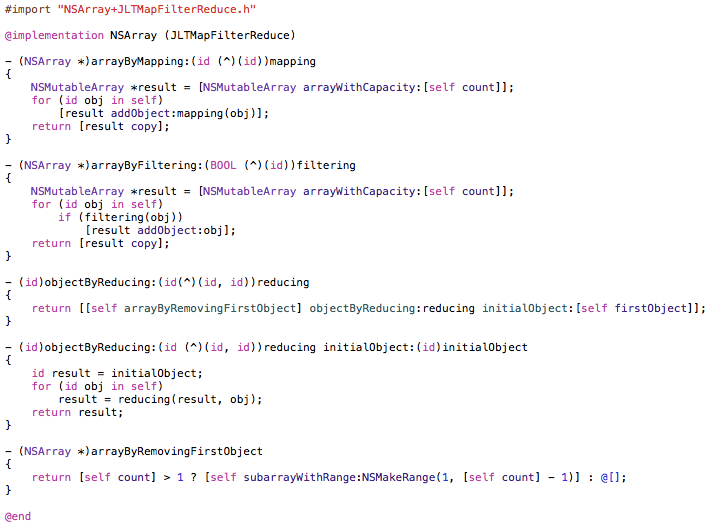 #import "NSArray+JLTMapFilterReduce.h"

@implementation NSArray (JLTMapFilterReduce)

- (NSArray *)arrayByMapping:(id (^)(id))mapping
{
    NSMutableArray *result = [NSMutableArray arrayWithCapacity:[self count]];
    for (id obj in self)
        [result addObject:mapping(obj)];
    return [result copy];
}

- (NSArray *)arrayByFiltering:(BOOL (^)(id))filtering
{
    NSMutableArray *result = [NSMutableArray arrayWithCapacity:[self count]];
    for (id obj in self)
        if (filtering(obj))
            [result addObject:obj];
    return [result copy];
}

- (id)objectByReducing:(id(^)(id, id))reducing
{
    return [[self arrayByRemovingFirstObject] objectByReducing:reducing initialObject:[self firstObject]];
}

- (id)objectByReducing:(id (^)(id, id))reducing initialObject:(id)initialObject
{
    id result = initialObject;
    for (id obj in self)
        result = reducing(result, obj);
    return result;
}

- (NSArray *)arrayByRemovingFirstObject
{
    return [self count] > 1 ? [self subarrayWithRange:NSMakeRange(1, [self count] - 1)] : @[];
}

@end